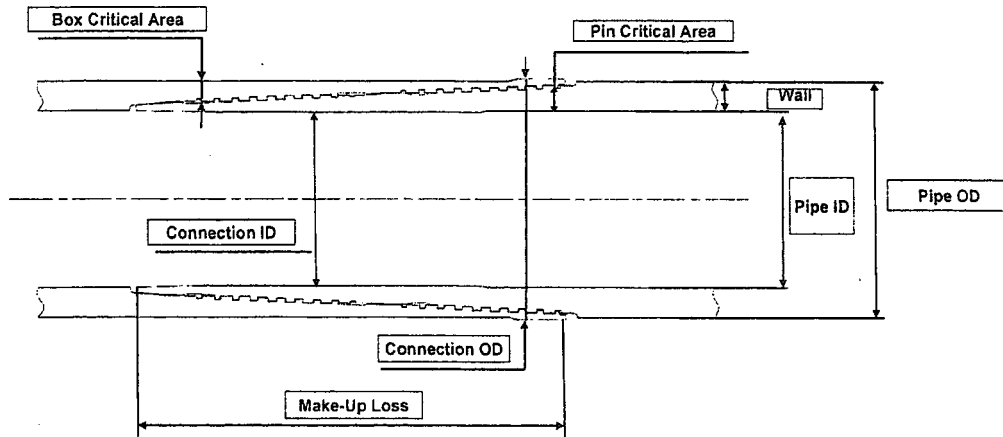 Box Critical Area
Pin Critical Area
Wall
Pipe ID
Pipe OD
Connection ID
Connection OD
Make-Up Loss